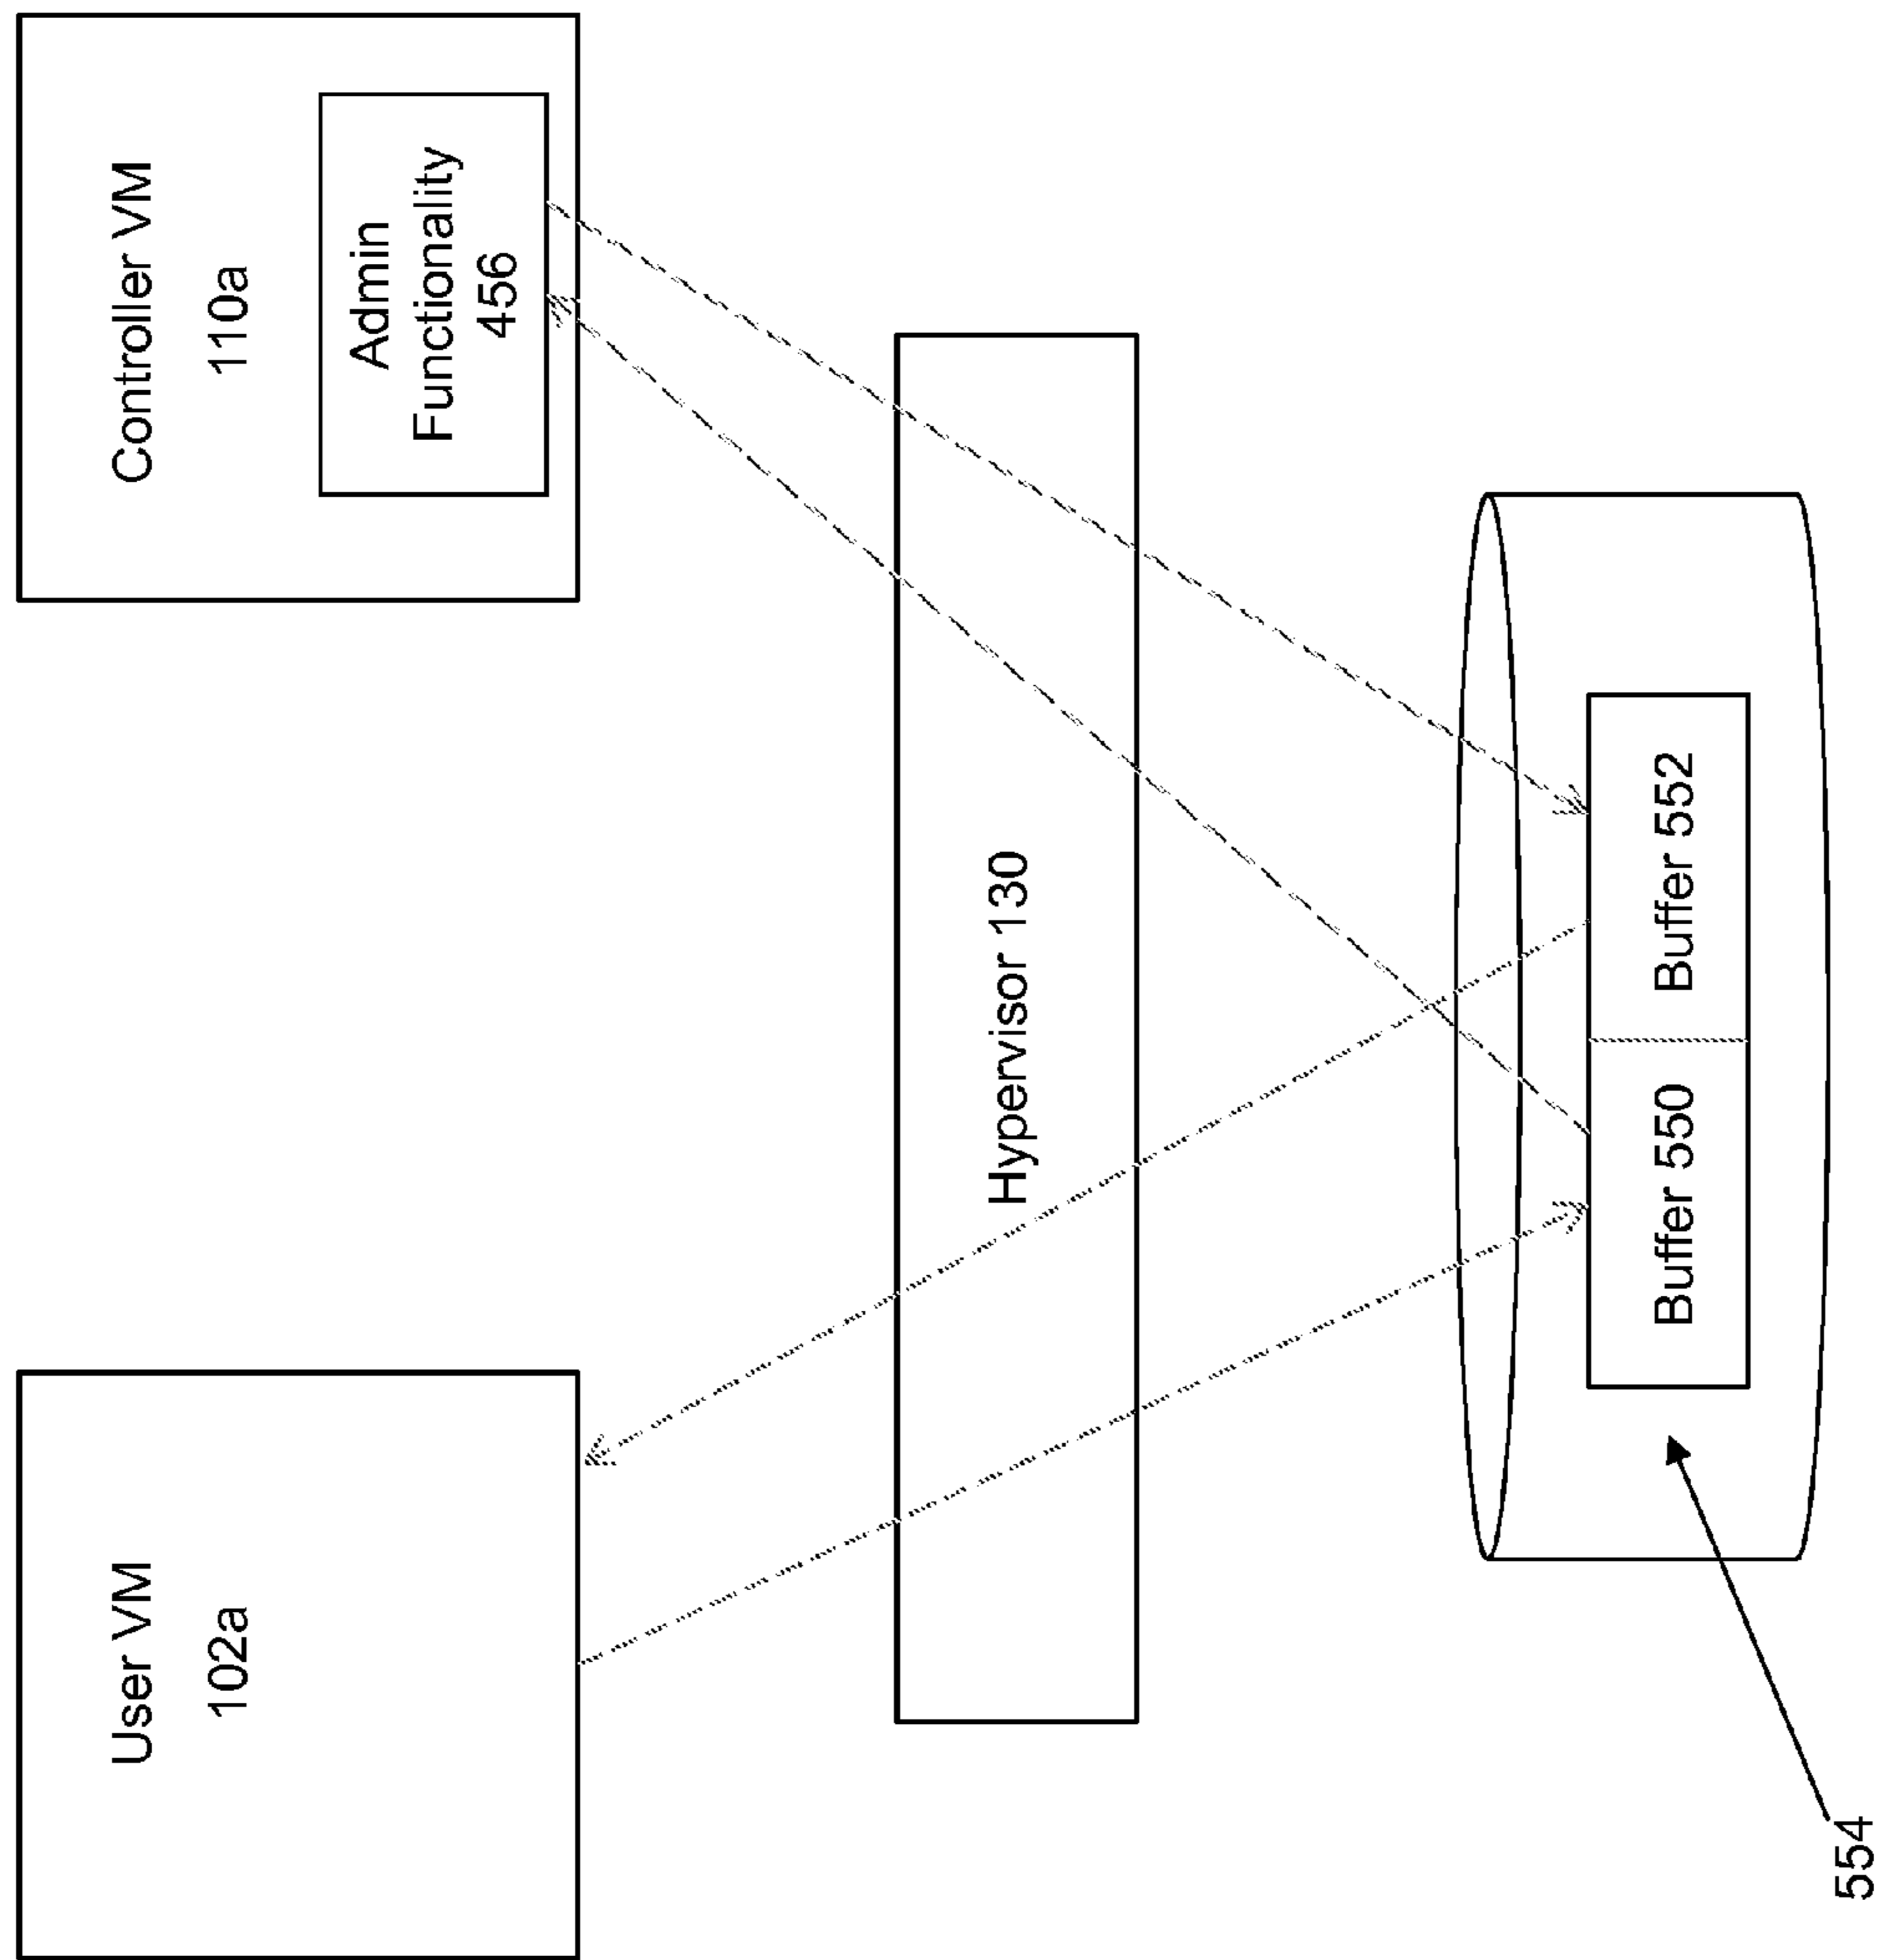 User VM
102a
Controller VM
110a
Admin
Functionality
456
Hypervisor 130
Buffer 550
Buffer 552
554